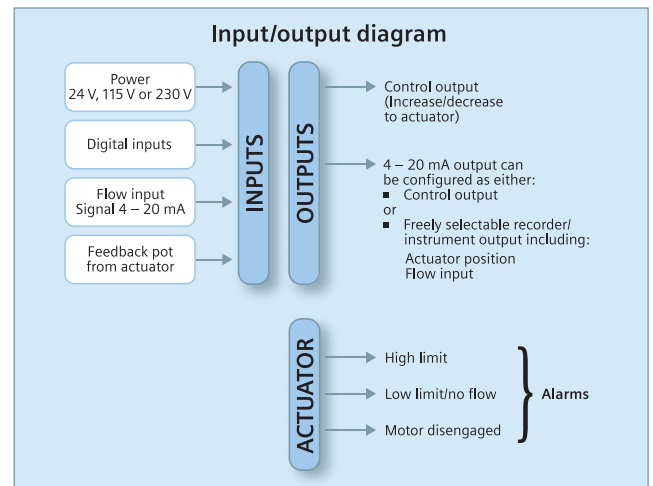 Input/output diagram
Power
24 V, 115 V or 230 V
Digital inputs
Flow input
Signal 4 – 20 mA
Feedback pot
from actuator
INPUTS
OUTPUTS
Control output
(Increase/decrease
to actuator)
4 – 20 mA output can
be configured as either:
■ Control output
or
■ Freely selectable recorder/
instrument output including:
Actuator position
Flow input
ACTUATOR
High limit
Low limit/no flow
Motor disengaged
Alarms